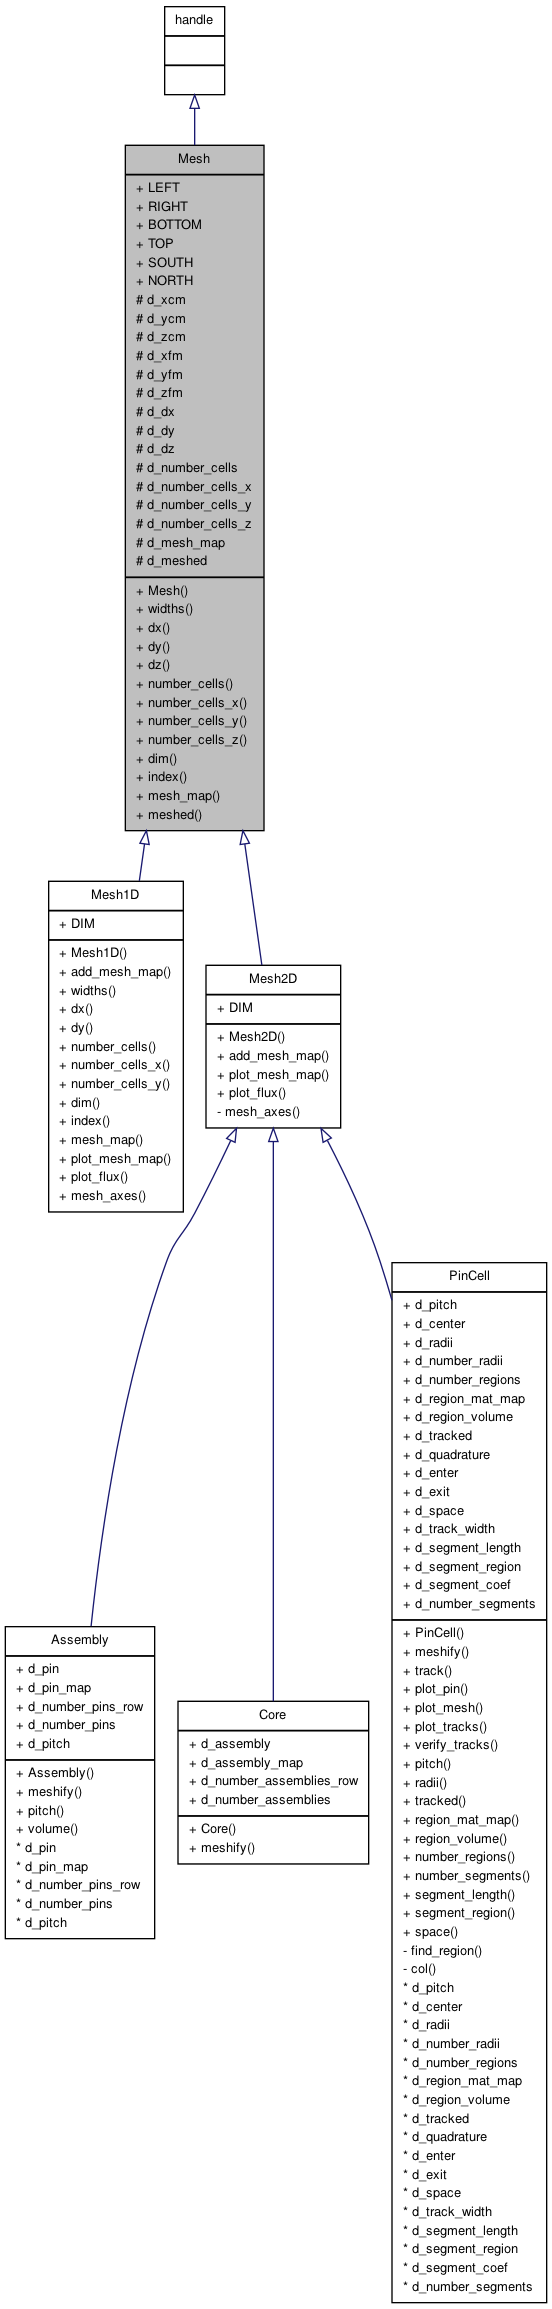 handle
Mesh
+ LEFT
+ RIGHT
+ BOTTOM
+ TOP
+ SOUTH
+ NORTH
# d_xcm
# d_ycm
# d_zcm
# d_xfm
# d_yfm
# d_zfm
# d_dx
# d_dy
# d_dz
# d_number_cells
# d_number_cells_x
# d_number_cells_y
# d_number_cells_z
# d_mesh_map
# d_meshed
+ Mesh()
+ widths()
+ dx()
+ dy()
+ dz()
+ number_cells()
+ number_cells_x()
+ number_cells_y()
+ number_cells_z()
+ dim()
+ index()
+ mesh_map()
+ meshed()
Mesh1D
+ DIM
+ Mesh1D()
+ add_mesh_map()
+ widths()
+ dx()
+ dy()
+ number_cells()
+ number_cells_x()
+ number_cells_y()
+ dim()
+ index()
+ mesh_map()
+ plot_mesh_map()
+ plot_flux()
+ mesh_axes()
Mesh2D
+ DIM
+ Mesh2D()
+ add_mesh_map()
+ plot_mesh_map()
+ plot_flux()
- mesh_axes()
PinCell
+ d_pitch
+ d_center
+ d_radii
+ d_number_radii
+ d_number_regions
+ d_region_mat_map
+ d_region_volume
+ d_tracked
+ d_quadrature
+ d_enter
+ d_exit
+ d_space
+ d_track_width
+ d_segment_length
+ d_segment_region
+ d_segment_coef
+ d_number_segments
+ PinCell()
+ meshify()
+ track()
+ plot_pin()
+ plot_mesh()
+ plot_tracks()
+ verify_tracks()
+ pitch()
+ radii()
+ tracked()
+ region_mat_map()
+ region_volume()
+ number_regions()
+ number_segments()
+ segment_length()
+ segment_region()
+ space()
- find_region()
- col()
* d_pitch
* d_center
* d_radii
* d_number_radii
* d_number_regions
* d_region_mat_map
* d_region_volume
* d_tracked
* d_quadrature
* d_enter
* d_exit
* d_space
* d_track_width
* d_segment_length
* d_segment_region
* d_segment_coef
* d_number_segments
Assembly
+ d_pin
+ d_pin_map
+ d_number_pins_row
+ d_number_pins
+ d_pitch
+ Assembly()
+ meshify()
+ pitch()
+ volume()
* d_pin
* d_pin_map
* d_number_pins_row
* d_number_pins
* d_pitch
Core
+ d_assembly
+ d_assembly_map
+ d_number_assemblies_row
+ d_number_assemblies
+ Core()
+ meshify()